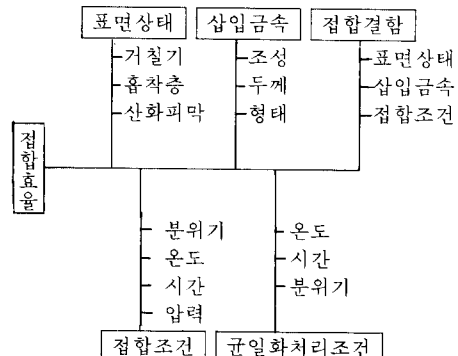 표면상태
삽입금속
접합결함
거칠기
흡착층
산화피막
조성
두께
형태
표면상태
삽입금속
접합조건
접합효율
분위기
온도
시간
압력
온도
시간
분위기
접합조건
균일화처리조건